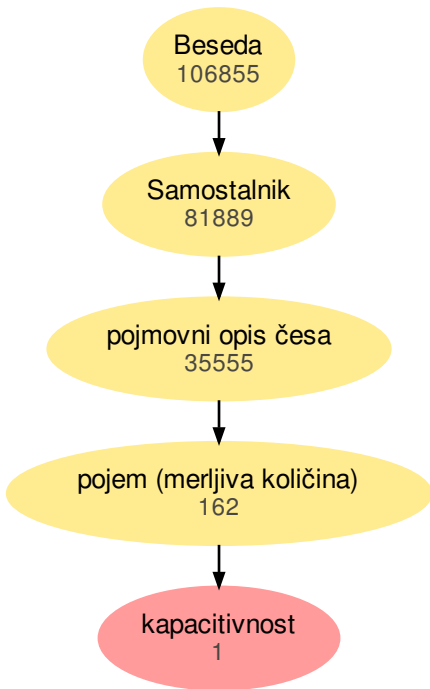 Beseda
106855
Samostalnik
81889
pojmovni opis česa
35555
pojem (merljiva količina)
162
kapacitivnost
1